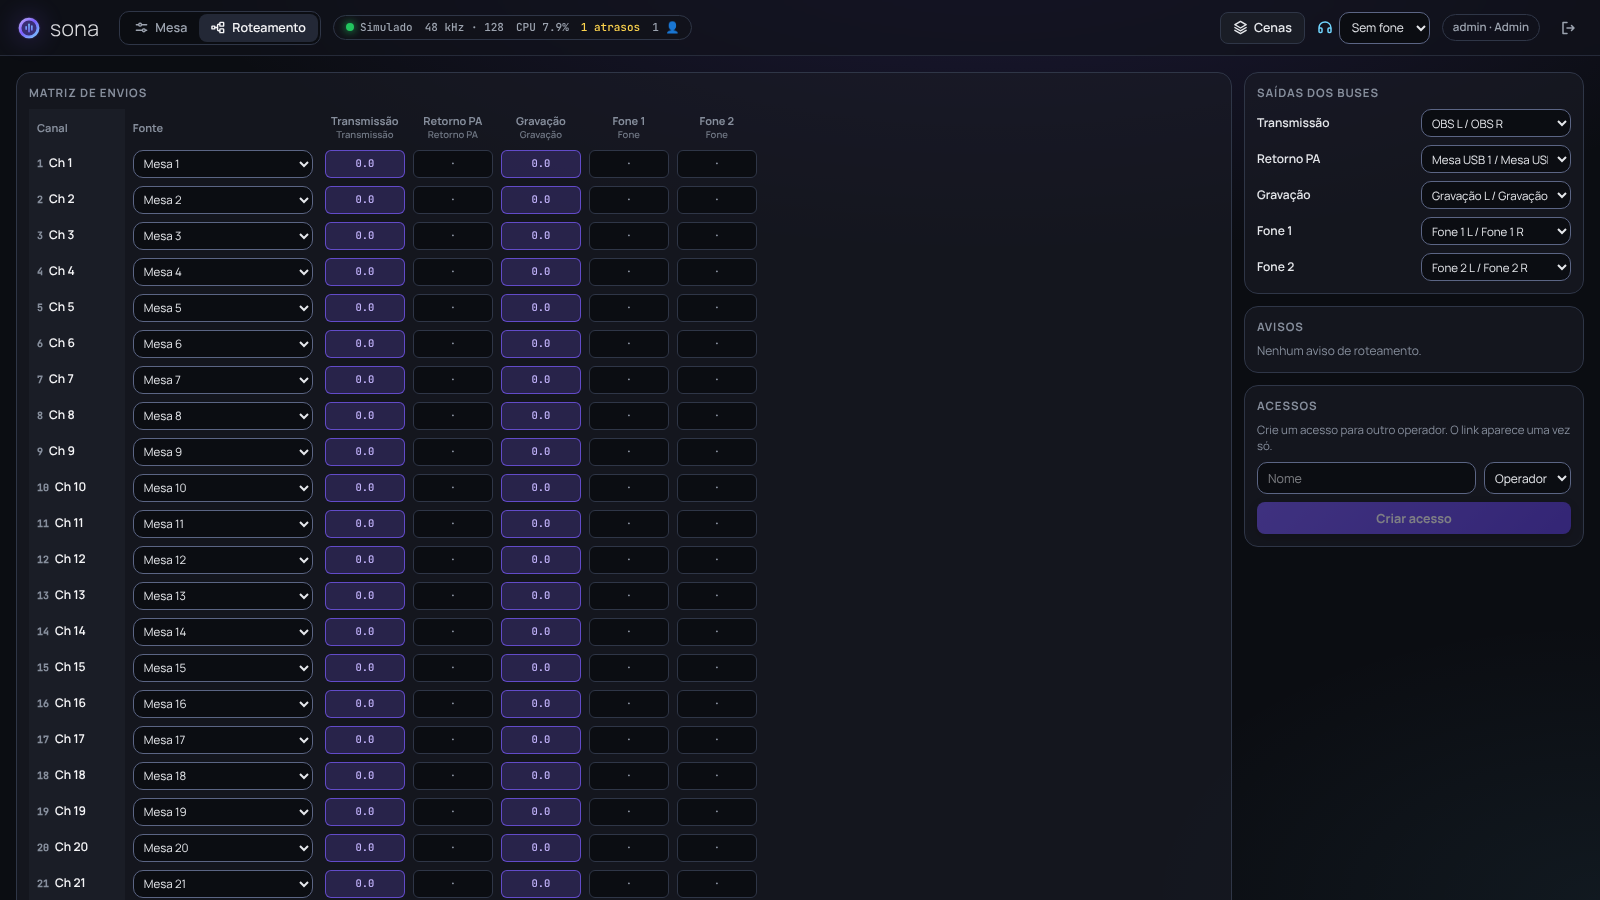 sona Mesa Roteamento Simulado 48 kHz · 128 CPU 7.9% 1 atrasos 1 Cenas Sem fone admin · Admin
MATRIZ DE ENVIOS
Canal Fonte Transmissão Retorno PA Gravação Fone 1 Fone 2
Transmissão Retorno PA Gravação Fone Fone
1 Ch 1 Mesa 1 0.0 - 0.0 - -
2 Ch 2 Mesa 2 0.0 - 0.0 - -
3 Ch 3 Mesa 3 0.0 - 0.0 - -
4 Ch 4 Mesa 4 0.0 - 0.0 - -
5 Ch 5 Mesa 5 0.0 - 0.0 - -
6 Ch 6 Mesa 6 0.0 - 0.0 - -
7 Ch 7 Mesa 7 0.0 - 0.0 - -
8 Ch 8 Mesa 8 0.0 - 0.0 - -
9 Ch 9 Mesa 9 0.0 - 0.0 - -
10 Ch 10 Mesa 10 0.0 - 0.0 - -
11 Ch 11 Mesa 11 0.0 - 0.0 - -
12 Ch 12 Mesa 12 0.0 - 0.0 - -
13 Ch 13 Mesa 13 0.0 - 0.0 - -
14 Ch 14 Mesa 14 0.0 - 0.0 - -
15 Ch 15 Mesa 15 0.0 - 0.0 - -
16 Ch 16 Mesa 16 0.0 - 0.0 - -
17 Ch 17 Mesa 17 0.0 - 0.0 - -
18 Ch 18 Mesa 18 0.0 - 0.0 - -
19 Ch 19 Mesa 19 0.0 - 0.0 - -
20 Ch 20 Mesa 20 0.0 - 0.0 - -
21 Ch 21 Mesa 21 0.0 - 0.0 - -
SAÍDAS DOS BUSES
Transmissão OBS L / OBS R
Retorno PA Mesa USB 1 / Mesa USI
Gravação Gravação L / Gravação
Fone 1 Fone 1 L / Fone 1 R
Fone 2 Fone 2 L / Fone 2 R
AVISOS
Nenhum aviso de roteamento.
ACESSOS
Crie um acesso para outro operador. O link aparece uma vez
só.
Nome Operador
Criar acesso